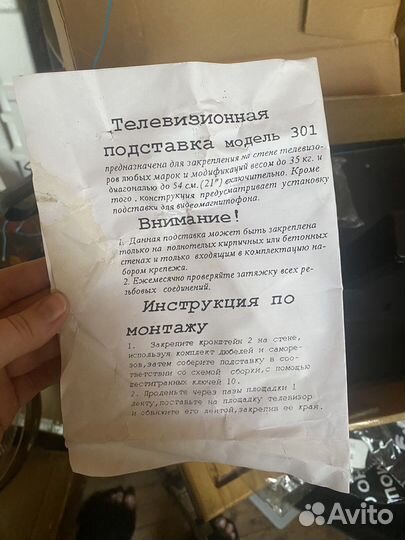 Телевизионная
подставка модель 301
предназначена для закрепления на стене телевизо-
ров любых марок и модификаций весом до 35 кг. и
диагональю до 54 см.(21") включительно. Кроме
того . конструкция предусматривает установку
подставки для видеомагнитофона.
Внимание!
1. Данная подставка может быть закреплена
только на полнотелых кирпичных или бетонных
стенах и только входящим в комплектацию на-
бором крепежа.
2. Ежемесячно проверяйте затяжку всех ре-
зьбовых соединений.
Инструкция по
монтажу
1. Закрепите кронштейн 2 на стене,
используя комплект дюбелей и саморе-
зов,затем соберите подставку в соо-
тветствии со схемой сборки,с помощью
шестигранных ключей 10.
2. Проденьте через пазы площадки 1
ленту,поставьте на площадку телевизор
и обвяжите его лентой,закрепив ее края.
Avito